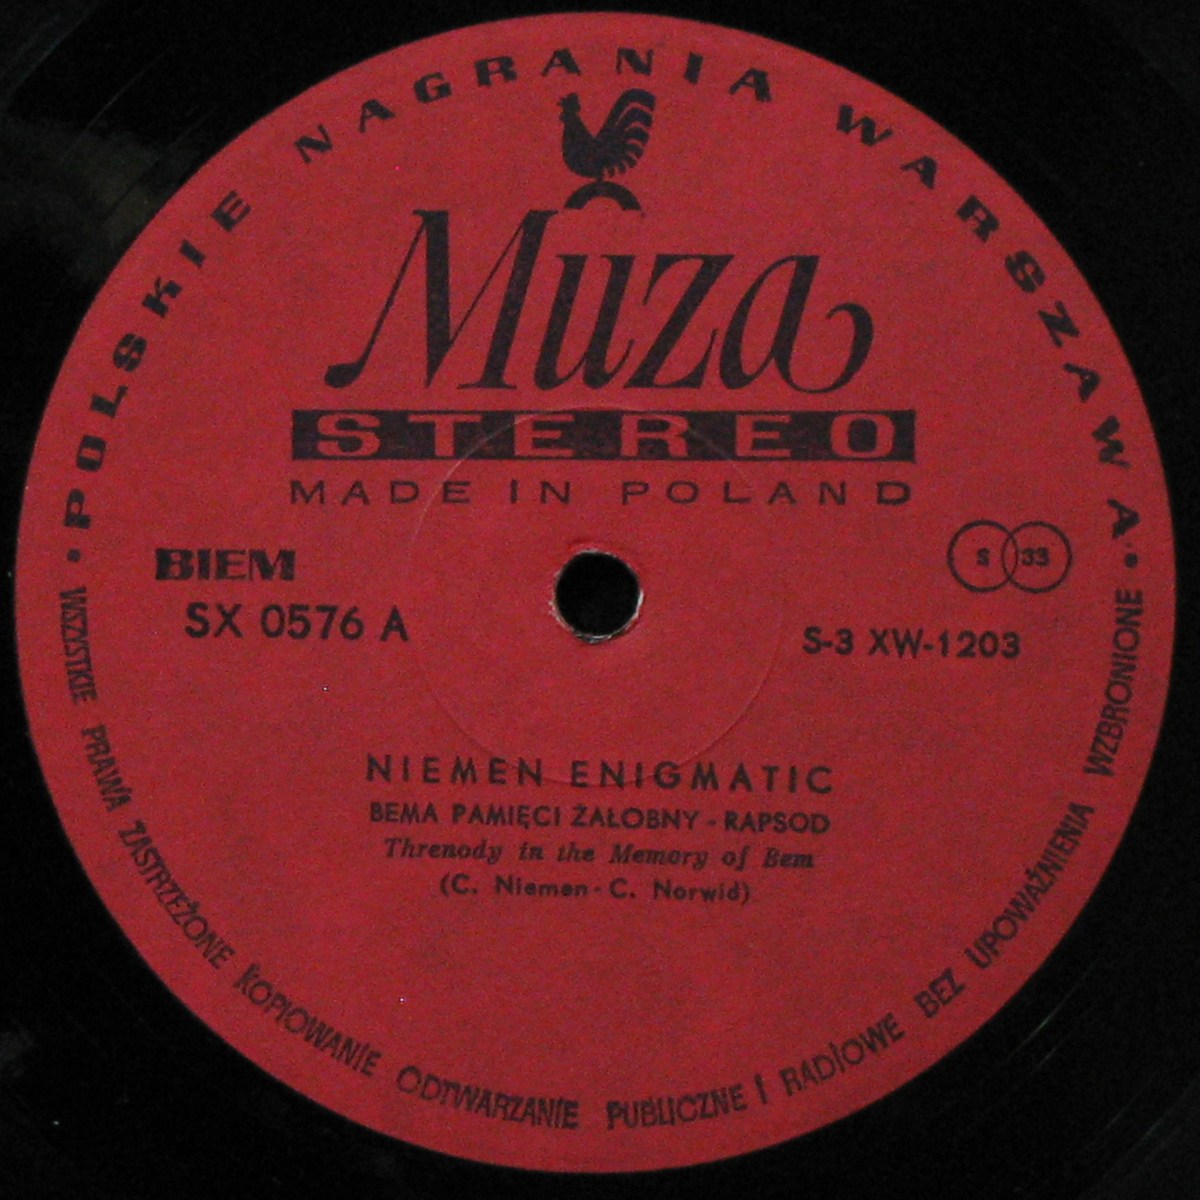 • POLSKIE NAGRANIA WARSZAWA •
Muza
STEREO
MADE IN POLAND
BIEM
S 33
SX 0576 A
S-3 XW-1203
NIEMEN ENIGMATIC
BEMA PAMIĘCI ŻAŁOBNY - RAPSOD
Threnody in the Memory of Bem
(C. Niemen - C. Norwid)
WSZYSTKIE PRAWA ZASTRZEŻONE KOPIOWANIE ODTWARZANIE PUBLICZNE I RADIOWE BEZ UPOWAŻNIENIA WZBRONIONE